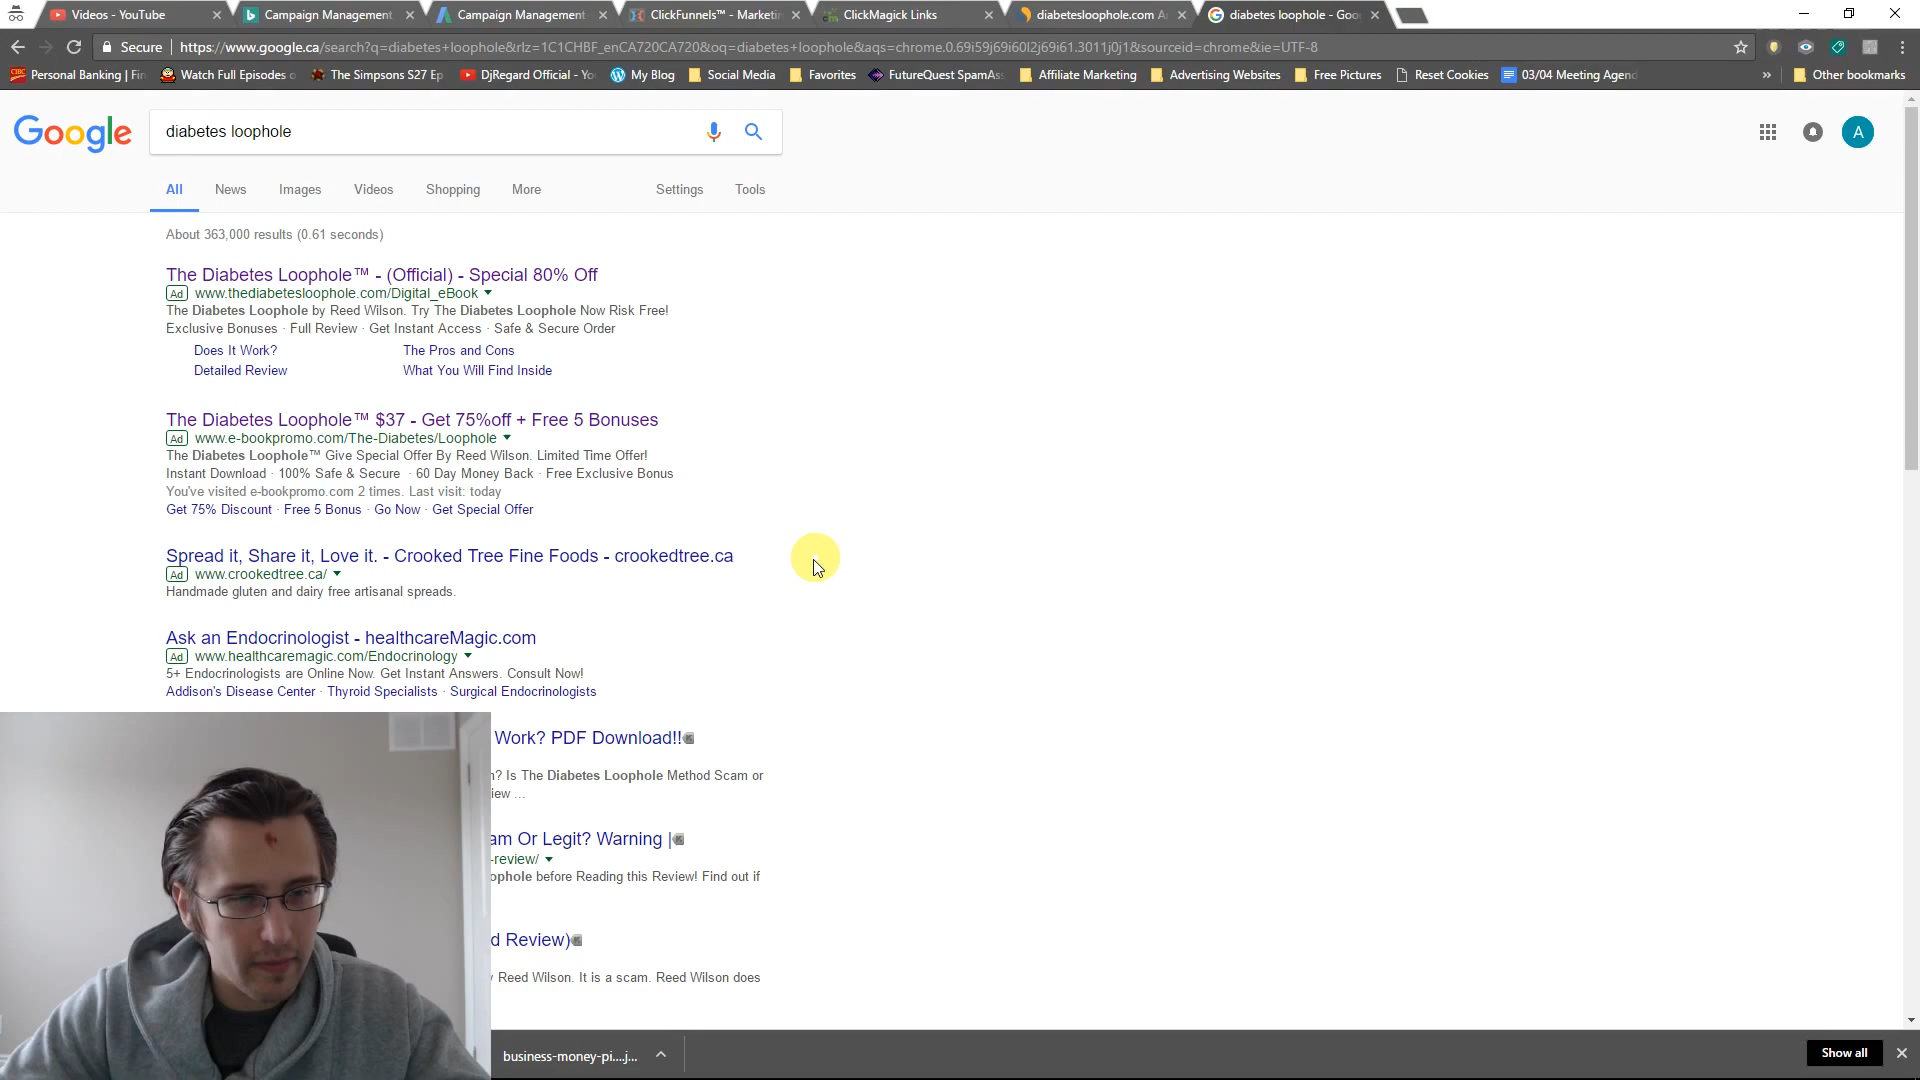 Videos - YouTube
Campaign Management
Campaign Management
ClickFunnels™ - Marketin
ClickMagick Links
diabetesloophole.com A
diabetes loophole - Goo
Secure
https://www.google.ca/search?q=diabetes+loophole&rlz=1C1CHBF_enCA720CA720&oq=diabetes+loophole&aqs=chrome.0.69i59j69i60l2j69i61.3011j0j1&sourceid=chrome&ie=UTF-8
CIBC
Personal Banking | Fin
Watch Full Episodes o
The Simpsons S27 Ep
DjRegard Official - Yo
My Blog
Social Media
Favorites
FutureQuest SpamAs
Affiliate Marketing
Advertising Websites
Free Pictures
Reset Cookies
03/04 Meeting Agend
»
Other bookmarks
Google
diabetes loophole
A
All
News
Images
Videos
Shopping
More
Settings
Tools
About 363,000 results (0.61 seconds)
The Diabetes Loophole™ - (Official) - Special 80% Off
Ad www.thediabetesloophole.com/Digital_eBook
The Diabetes Loophole by Reed Wilson. Try The Diabetes Loophole Now Risk Free!
Exclusive Bonuses · Full Review · Get Instant Access · Safe & Secure Order
Does It Work?
The Pros and Cons
Detailed Review
What You Will Find Inside
The Diabetes Loophole™ $37 - Get 75%off + Free 5 Bonuses
Ad www.e-bookpromo.com/The-Diabetes/Loophole
The Diabetes Loophole™ Give Special Offer By Reed Wilson. Limited Time Offer!
Instant Download · 100% Safe & Secure · 60 Day Money Back · Free Exclusive Bonus
You've visited e-bookpromo.com 2 times. Last visit: today
Get 75% Discount · Free 5 Bonus · Go Now · Get Special Offer
Spread it, Share it, Love it. - Crooked Tree Fine Foods - crookedtree.ca
Ad www.crookedtree.ca/
Handmade gluten and dairy free artisanal spreads.
Ask an Endocrinologist - healthcareMagic.com
Ad www.healthcaremagic.com/Endocrinology
5+ Endocrinologists are Online Now. Get Instant Answers. Consult Now!
Addison's Disease Center · Thyroid Specialists · Surgical Endocrinologists
Work? PDF Download!!
n? Is The Diabetes Loophole Method Scam or
iew ...
am Or Legit? Warning |
-review/
ophole before Reading this Review! Find out if
d Review)
Reed Wilson. It is a scam. Reed Wilson does
business-money-pi....j...
Show all